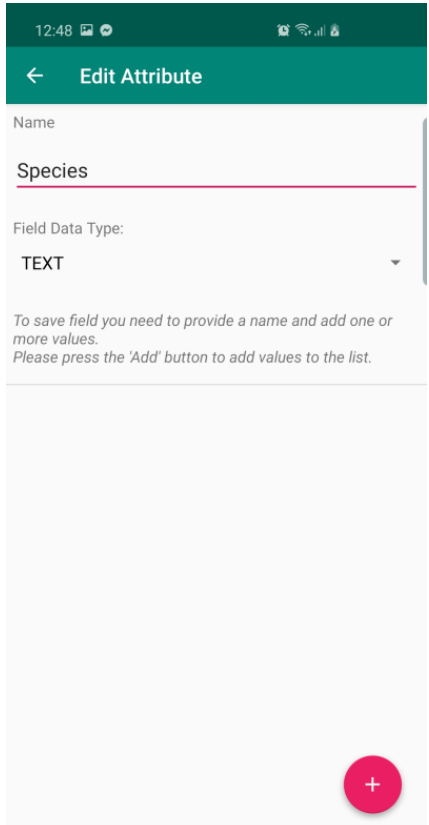 12:48
Edit Attribute
Name
Species
Field Data Type:
TEXT
To save field you need to provide a name and add one or
more values.
Please press the 'Add' button to add values to the list.